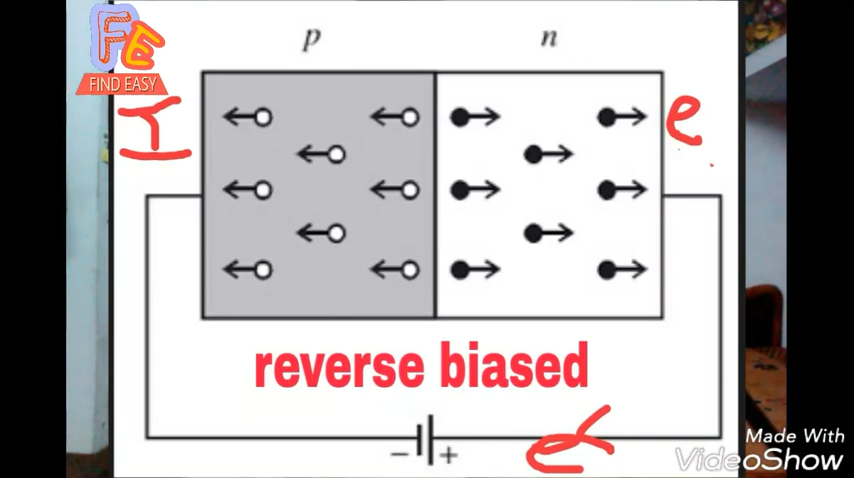 FE
FIND EASY
p
n
I
e
reverse biased
− +
e
Made With
VideoShow